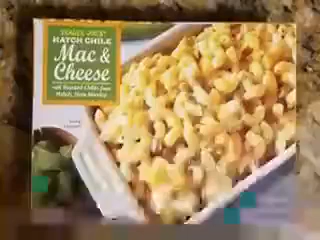 TRADER JOE'S
HATCH CHILE
Mac &
Cheese
with Roasted Chiles from
Hatch, New Mexico